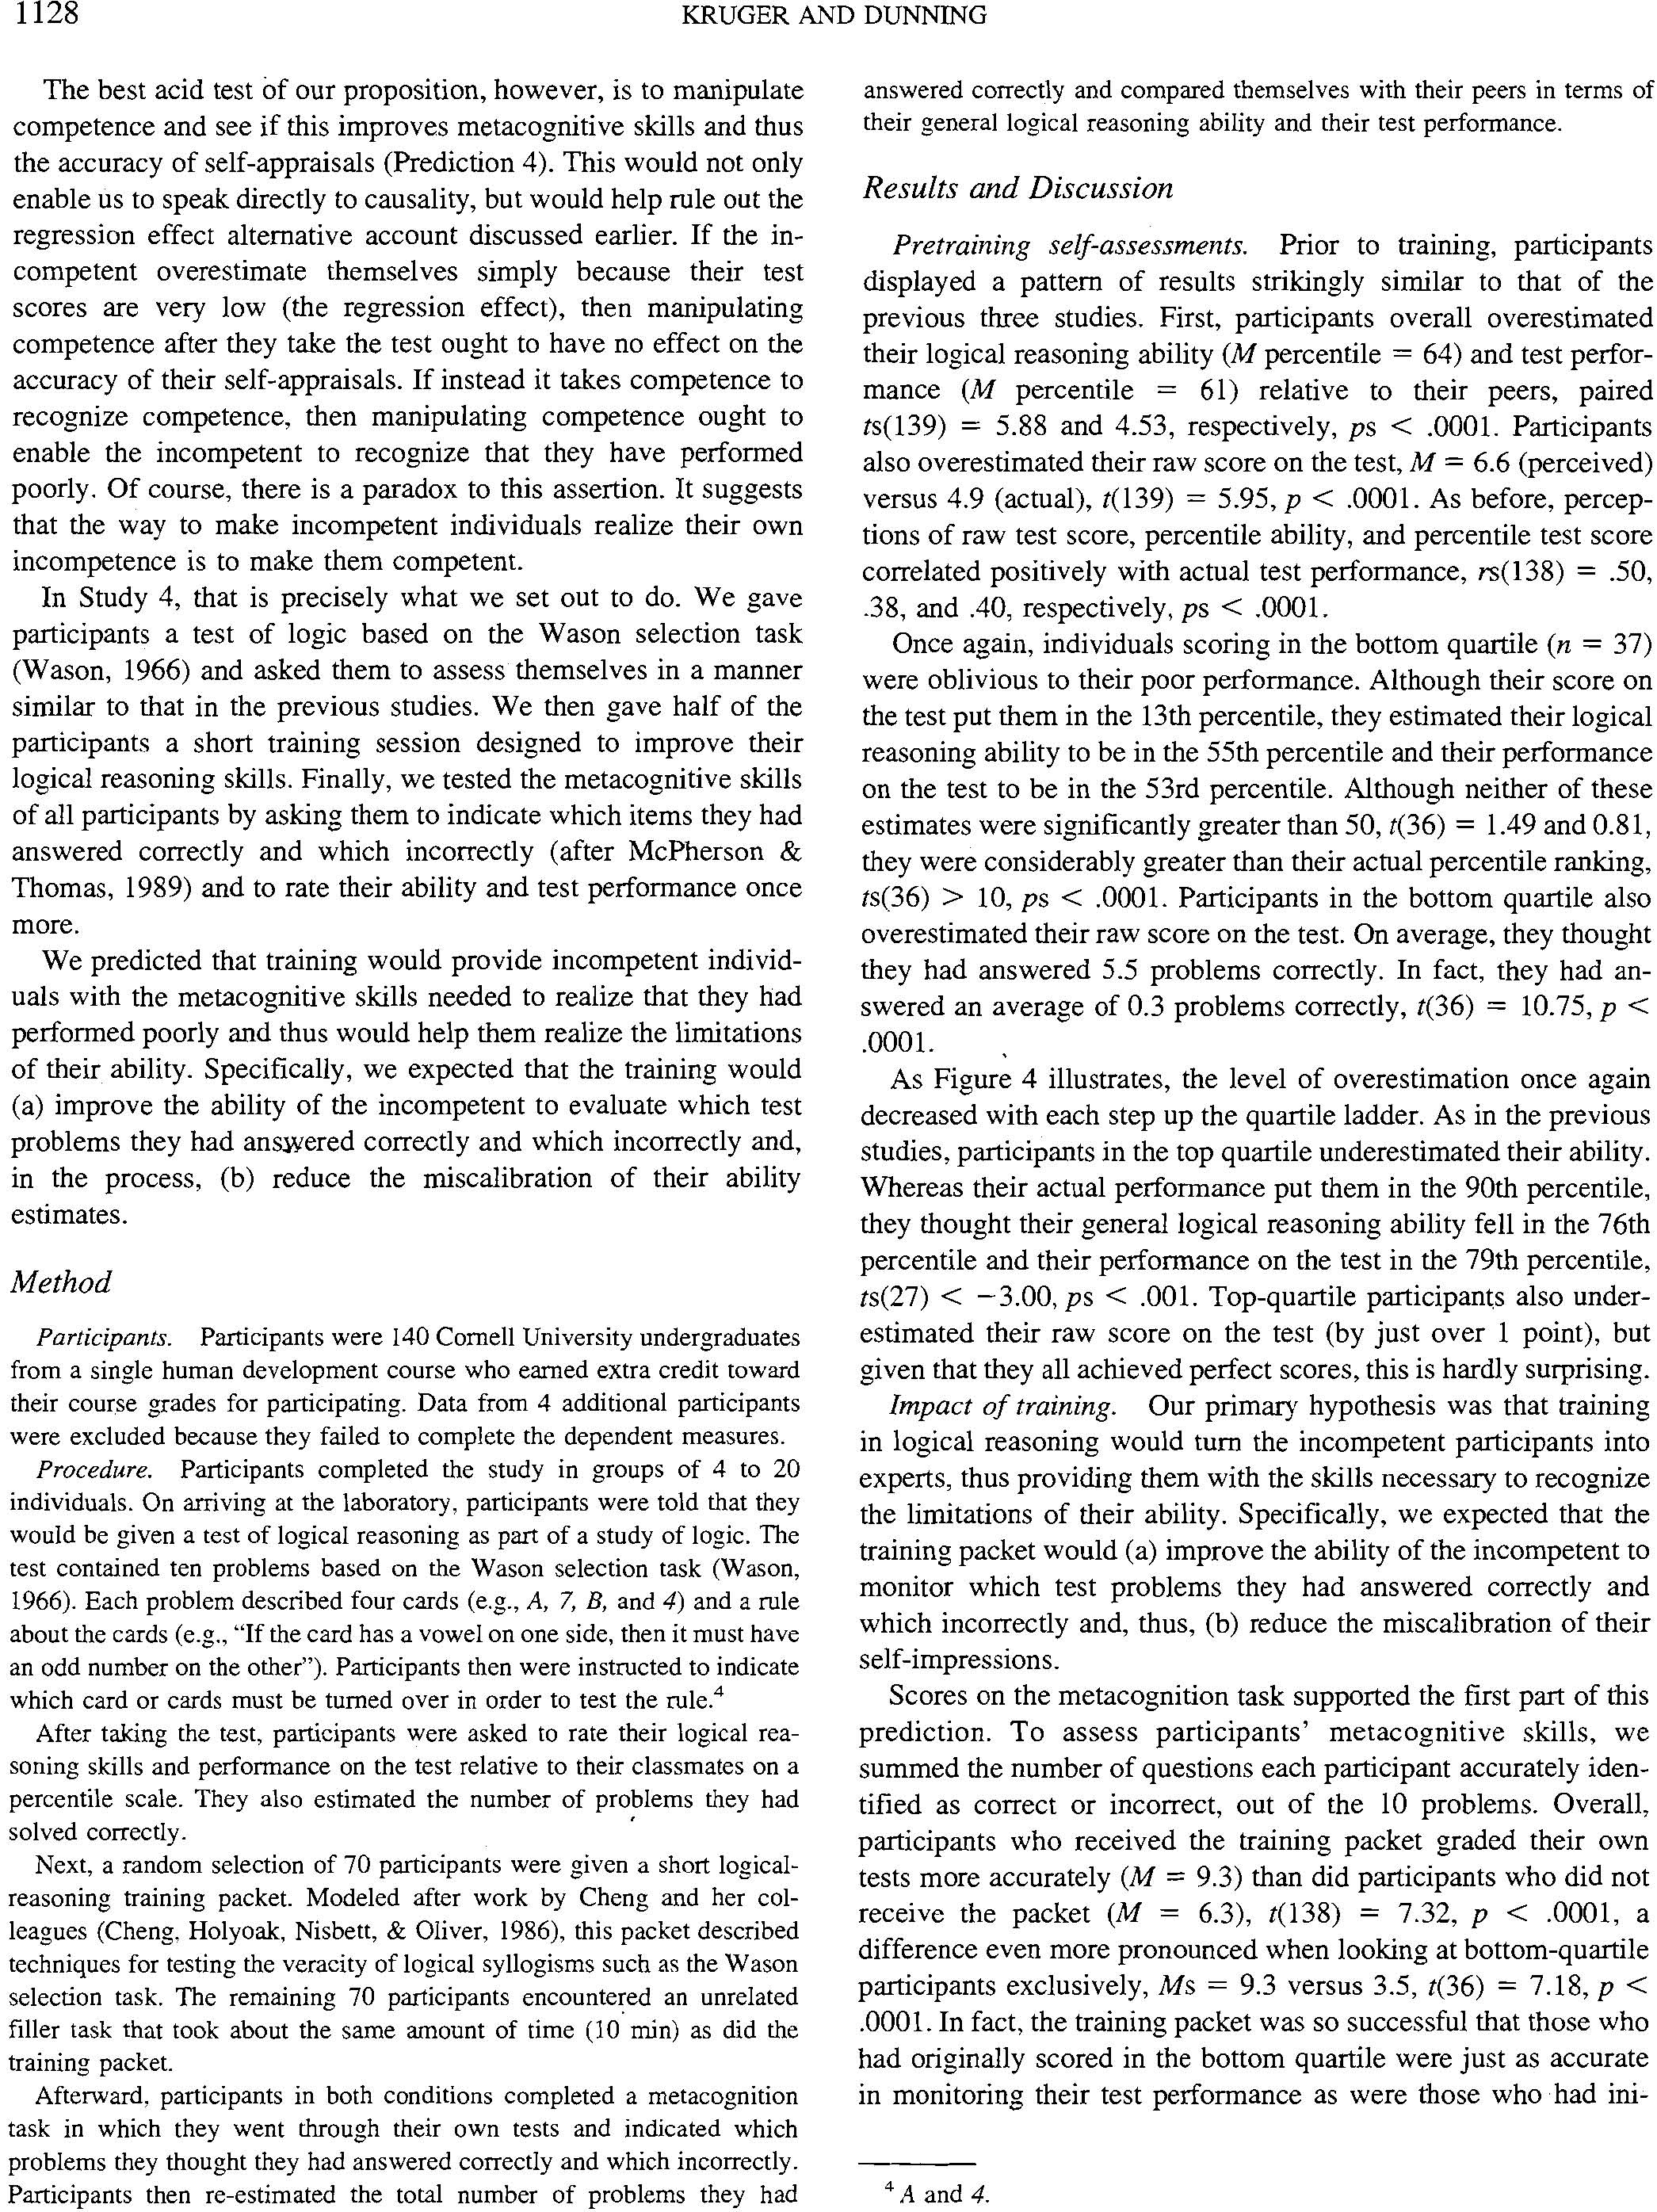 1128
KRUGER AND DUNNING
The best acid test of our proposition, however, is to manipulate
competence and see if this improves metacognitive skills and thus
the accuracy of self-appraisals (Prediction 4). This would not only
enable us to speak directly to causality, but would help rule out the
regression effect alternative account discussed earlier. If the in-
competent overestimate themselves simply because their test
scores are very low (the regression effect), then manipulating
competence after they take the test ought to have no effect on the
accuracy of their self-appraisals. If instead it takes competence to
recognize competence, then manipulating competence ought to
enable the incompetent to recognize that they have performed
poorly. Of course, there is a paradox to this assertion. It suggests
that the way to make incompetent individuals realize their own
incompetence is to make them competent.
In Study 4, that is precisely what we set out to do. We gave
participants a test of logic based on the Wason selection task
(Wason, 1966) and asked them to assess themselves in a manner
similar to that in the previous studies. We then gave half of the
participants a short training session designed to improve their
logical reasoning skills. Finally, we tested the metacognitive skills
of all participants by asking them to indicate which items they had
answered correctly and which incorrectly (after McPherson &
Thomas, 1989) and to rate their ability and test performance once
more.
We predicted that training would provide incompetent individ-
uals with the metacognitive skills needed to realize that they had
performed poorly and thus would help them realize the limitations
of their ability. Specifically, we expected that the training would
(a) improve the ability of the incompetent to evaluate which test
problems they had answered correctly and which incorrectly and,
in the process, (b) reduce the miscalibration of their ability
estimates.
Method
Participants. Participants were 140 Cornell University undergraduates
from a single human development course who earned extra credit toward
their course grades for participating. Data from 4 additional participants
were excluded because they failed to complete the dependent measures.
Procedure. Participants completed the study in groups of 4 to 20
individuals. On arriving at the laboratory, participants were told that they
would be given a test of logical reasoning as part of a study of logic. The
test contained ten problems based on the Wason selection task (Wason,
1966). Each problem described four cards (e.g., A, 7, B, and 4) and a rule
about the cards (e.g., "If the card has a vowel on one side, then it must have
an odd number on the other"). Participants then were instructed to indicate
which card or cards must be turned over in order to test the rule.⁴
After taking the test, participants were asked to rate their logical rea-
soning skills and performance on the test relative to their classmates on a
percentile scale. They also estimated the number of problems they had
solved correctly.
Next, a random selection of 70 participants were given a short logical-
reasoning training packet. Modeled after work by Cheng and her col-
leagues (Cheng, Holyoak, Nisbett, & Oliver, 1986), this packet described
techniques for testing the veracity of logical syllogisms such as the Wason
selection task. The remaining 70 participants encountered an unrelated
filler task that took about the same amount of time (10 min) as did the
training packet.
Afterward, participants in both conditions completed a metacognition
task in which they went through their own tests and indicated which
problems they thought they had answered correctly and which incorrectly.
Participants then re-estimated the total number of problems they had
answered correctly and compared themselves with their peers in terms of
their general logical reasoning ability and their test performance.
Results and Discussion
Pretraining self-assessments. Prior to training, participants
displayed a pattern of results strikingly similar to that of the
previous three studies. First, participants overall overestimated
their logical reasoning ability (M percentile = 64) and test perfor-
mance (M percentile = 61) relative to their peers, paired
ts(139) = 5.88 and 4.53, respectively, ps < .0001. Participants
also overestimated their raw score on the test, M = 6.6 (perceived)
versus 4.9 (actual), t(139) = 5.95, p < .0001. As before, percep-
tions of raw test score, percentile ability, and percentile test score
correlated positively with actual test performance, rs(138) = .50,
.38, and .40, respectively, ps < .0001.
Once again, individuals scoring in the bottom quartile (n = 37)
were oblivious to their poor performance. Although their score on
the test put them in the 13th percentile, they estimated their logical
reasoning ability to be in the 55th percentile and their performance
on the test to be in the 53rd percentile. Although neither of these
estimates were significantly greater than 50, t(36) = 1.49 and 0.81,
they were considerably greater than their actual percentile ranking,
ts(36) > 10, ps < .0001. Participants in the bottom quartile also
overestimated their raw score on the test. On average, they thought
they had answered 5.5 problems correctly. In fact, they had an-
swered an average of 0.3 problems correctly, t(36) = 10.75, p <
.0001.
As Figure 4 illustrates, the level of overestimation once again
decreased with each step up the quartile ladder. As in the previous
studies, participants in the top quartile underestimated their ability.
Whereas their actual performance put them in the 90th percentile,
they thought their general logical reasoning ability fell in the 76th
percentile and their performance on the test in the 79th percentile,
ts(27) < −3.00, ps < .001. Top-quartile participants also under-
estimated their raw score on the test (by just over 1 point), but
given that they all achieved perfect scores, this is hardly surprising.
Impact of training. Our primary hypothesis was that training
in logical reasoning would turn the incompetent participants into
experts, thus providing them with the skills necessary to recognize
the limitations of their ability. Specifically, we expected that the
training packet would (a) improve the ability of the incompetent to
monitor which test problems they had answered correctly and
which incorrectly and, thus, (b) reduce the miscalibration of their
self-impressions.
Scores on the metacognition task supported the first part of this
prediction. To assess participants' metacognitive skills, we
summed the number of questions each participant accurately iden-
tified as correct or incorrect, out of the 10 problems. Overall,
participants who received the training packet graded their own
tests more accurately (M = 9.3) than did participants who did not
receive the packet (M = 6.3), t(138) = 7.32, p < .0001, a
difference even more pronounced when looking at bottom-quartile
participants exclusively, Ms = 9.3 versus 3.5, t(36) = 7.18, p <
.0001. In fact, the training packet was so successful that those who
had originally scored in the bottom quartile were just as accurate
in monitoring their test performance as were those who had ini-
⁴ A and 4.